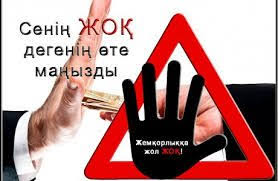 Сенің ЖОҚ
дегенің өте
маңызды
Жемқорлыққа
жол ЖОҚ!